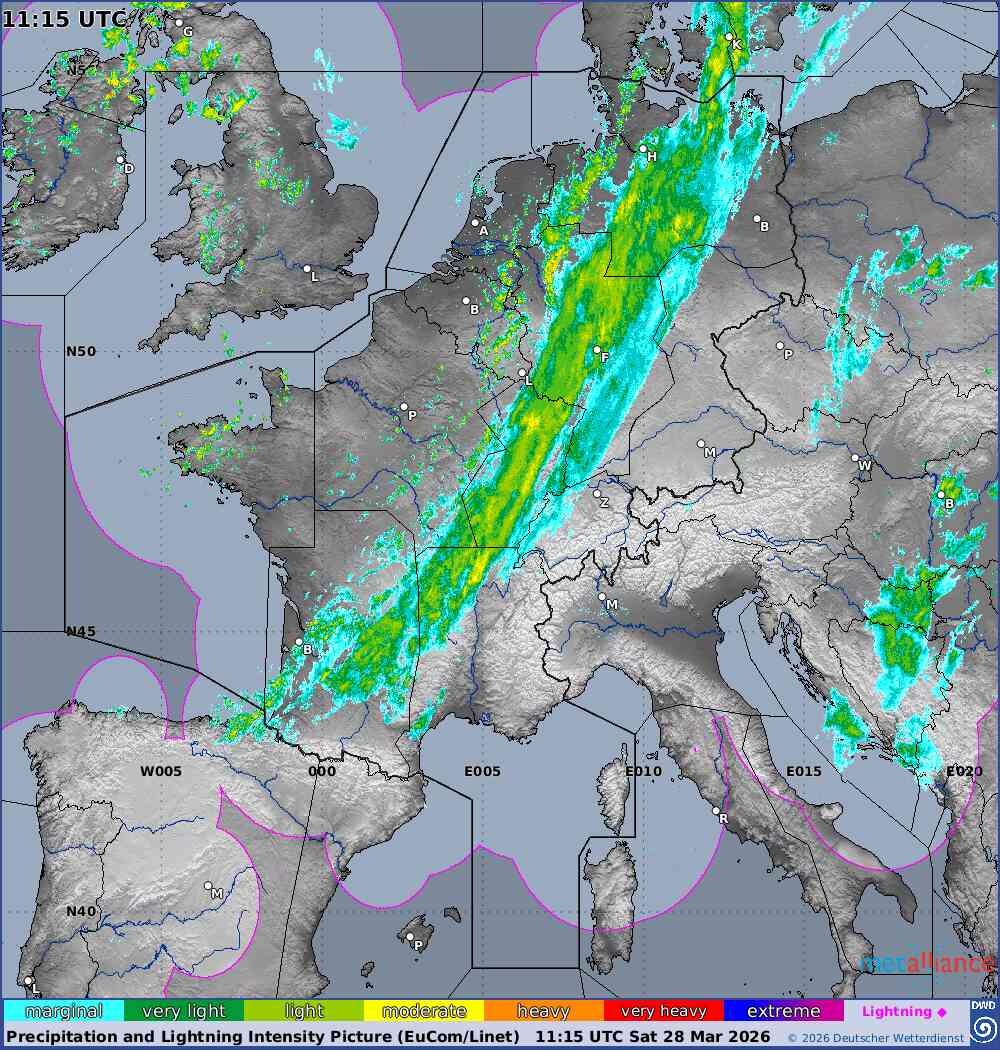 11:15 UTC
G
K
N55
D
H
A
B
L
B
N50
P
F
L
P
M
W
Z
B
M
N45
B
W005
000
E005
E010
E015
E020
R
M
N40
P
L
metalliance
marginal
very light
light
moderate
heavy
very heavy
extreme
Lightning ◆
DWD
Precipitation and Lightning Intensity Picture (EuCom/Linet) 11:15 UTC Sat 28 Mar 2026 © 2026 Deutscher Wetterdienst